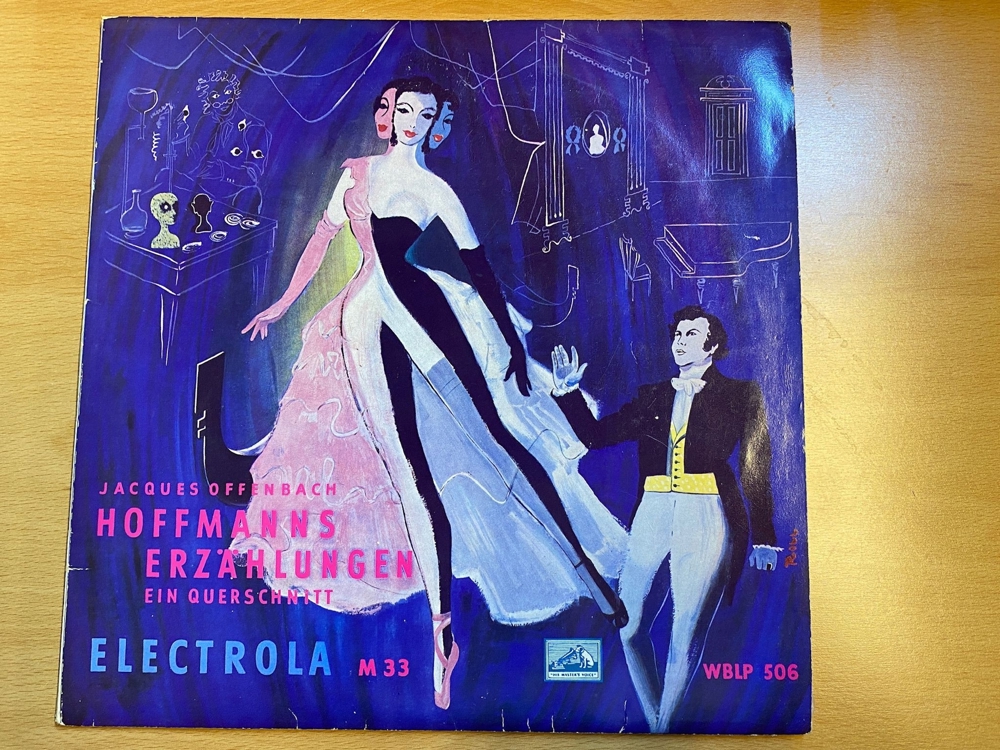 JACQUES OFFENBACH
HOFFMANNS
ERZÄHLUNGEN
EIN QUERSCHNITT
ELECTROLA M 33
"HIS MASTER'S VOICE"
WBLP 506